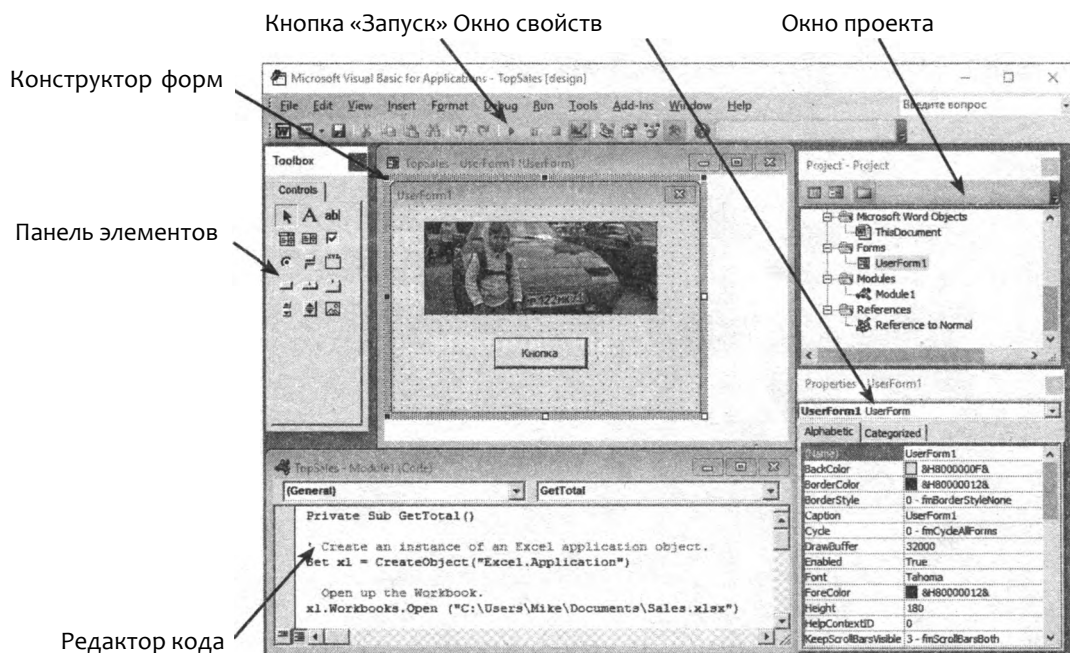 Кнопка «Запуск» Окно свойств
Окно проекта
Конструктор форм
Microsoft Visual Basic for Applications - TopSales [design]
File Edit View Insert Format Debug Run Tools Add-Ins Window Help
Введите вопрос
Toolbox
Controls
A ab|
XYZ
Панель элементов
TopSales - UserForm1 (UserForm)
UserForm1
Кнопка
Project - Project
Microsoft Word Objects
ThisDocument
Forms
UserForm1
Modules
Module1
References
Reference to Normal
Properties - UserForm1
UserForm1 UserForm
Alphabetic Categorized
(Name) UserForm1
BackColor &H8000000F&
BorderColor &H80000012&
BorderStyle 0 - fmBorderStyleNone
Caption UserForm1
Cycle 0 - fmCycleAllForms
DrawBuffer 32000
Enabled True
Font Tahoma
ForeColor &H80000012&
Height 180
HelpContextID 0
KeepScrollBarsVisible 3 - fmScrollBarsBoth
TopSales - Module1 (Code)
(General) GetTotal
Private Sub GetTotal()
' Create an instance of an Excel application object.
Set xl = CreateObject("Excel.Application")
Open up the Workbook.
xl.Workbooks.Open ("C:\Users\Mike\Documents\Sales.xlsx")
Редактор кода